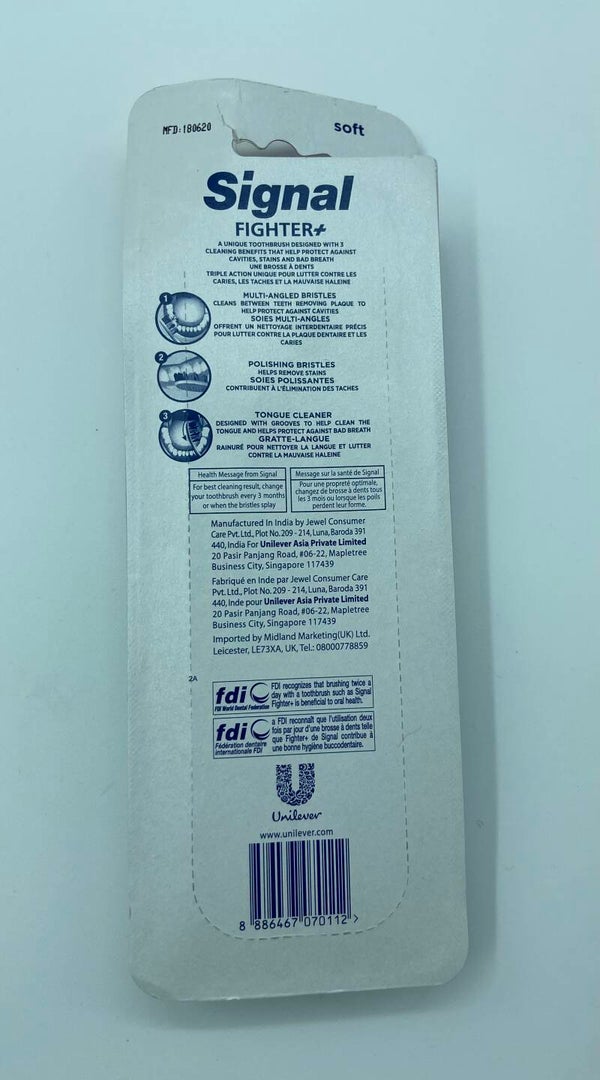 MFD:180620
soft
Signal
FIGHTER+
A UNIQUE TOOTHBRUSH DESIGNED WITH 3
CLEANING BENEFITS THAT HELP PROTECT AGAINST
CAVITIES, STAINS AND BAD BREATH
UNE BROSSE À DENTS
TRIPLE ACTION UNIQUE POUR LUTTER CONTRE LES
CARIES, LES TACHES ET LA MAUVAISE HALEINE
1
MULTI-ANGLED BRISTLES
CLEANS BETWEEN TEETH REMOVING PLAQUE TO
HELP PROTECT AGAINST CAVITIES
SOIES MULTI-ANGLES
OFFRENT UN NETTOYAGE INTERDENTAIRE PRÉCIS
POUR LUTTER CONTRE LA PLAQUE DENTAIRE ET LES
CARIES
2
POLISHING BRISTLES
HELPS REMOVE STAINS
SOIES POLISSANTES
CONTRIBUENT À L'ÉLIMINATION DES TACHES
3
TONGUE CLEANER
DESIGNED WITH GROOVES TO HELP CLEAN THE
TONGUE AND HELPS PROTECT AGAINST BAD BREATH
GRATTE-LANGUE
RAINURÉ POUR NETTOYER LA LANGUE ET LUTTER
CONTRE LA MAUVAISE HALEINE
Health Message from Signal
For best cleaning result, change
your toothbrush every 3 months
or when the bristles splay
Message sur la santé de Signal
Pour une propreté optimale,
changez de brosse à dents tous
les 3 mois ou lorsque les poils
perdent leur forme.
Manufactured In India by Jewel Consumer
Care Pvt. Ltd., Plot No. 209 - 214, Luna, Baroda 391
440, India For Unilever Asia Private Limited
20 Pasir Panjang Road, #06-22, Mapletree
Business City, Singapore 117439
Fabriqué en Inde par Jewel Consumer Care
Pvt. Ltd., Plot No. 209 - 214, Luna, Baroda 391
440, Inde pour Unilever Asia Private Limited
20 Pasir Panjang Road, #06-22, Mapletree
Business City, Singapore 117439
Imported by Midland Marketing(UK) Ltd.
Leicester, LE73XA, UK, Tel.: 08000778859
2A
fdi
FDI World Dental Federation
FDI recognizes that brushing twice a
day with a toothbrush such as Signal
Fighter+ is beneficial to oral health.
fdi
Fédération dentaire
internationale FDI
a FDI reconnaît que l'utilisation deux
fois par jour d'une brosse à dents telle
que Fighter+ de Signal contribue à
une bonne hygiène buccodentaire.
Unilever
www.unilever.com
8 886467 070112 >